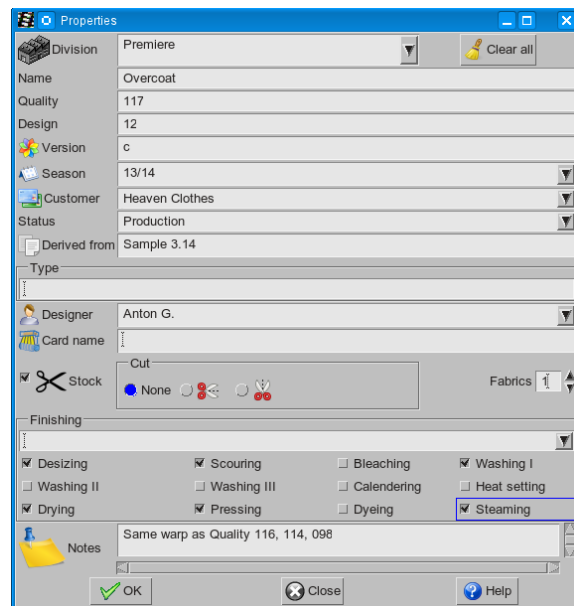 Properties
Division Premiere Clear all
Name Overcoat
Quality 117
Design 12
Version c
Season 13/14
Customer Heaven Clothes
Status Production
Derived from Sample 3.14
Type
Designer Anton G.
Card name
Stock Cut None Fabrics 1
Finishing
Desizing Scouring Bleaching Washing I
Washing II Washing III Calendering Heat setting
Drying Pressing Dyeing Steaming
Notes Same warp as Quality 116, 114, 098
OK Close Help